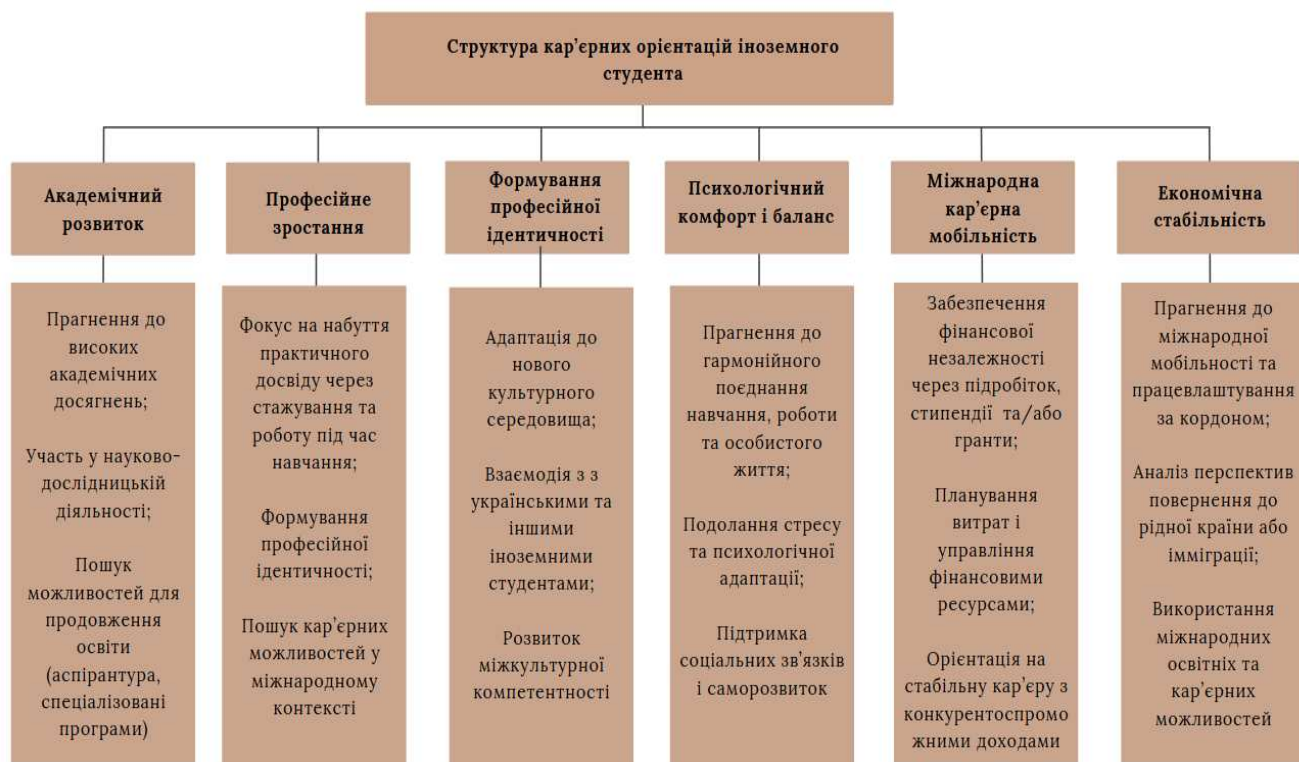 Структура кар’єрних орієнтацій іноземного
студента
Академічний
розвиток
Професійне
зростання
Формування
професійної
ідентичності
Психологічний
комфорт і баланс
Міжнародна
кар’єрна
мобільність
Економічна
стабільність
Прагнення до
високих
академічних
досягнень;
Участь у науково-
дослідницькій
діяльності;
Пошук
можливостей для
продовження
освіти
(аспірантура,
спеціалізовані
програми)
Фокус на набуття
практичного
досвіду через
стажування та
роботу під час
навчання;
Формування
професійної
ідентичності;
Пошук кар’єрних
можливостей у
міжнародному
контексті
Адаптація до
нового
культурного
середовища;
Взаємодія з з
українськими та
іншими
іноземними
студентами;
Розвиток
міжкультурної
компетентності
Прагнення до
гармонійного
поєднання
навчання, роботи
та особистого
життя;
Подолання стресу
та психологічної
адаптації;
Підтримка
соціальних зв'язків
і саморозвиток
Забезпечення
фінансової
незалежності
через підробіток,
стипендії та/або
гранти;
Планування
витрат і
управління
фінансовими
ресурсами;
Орієнтація на
стабільну кар’єру з
конкурентоспромо
жними доходами
Прагнення до
міжнародної
мобільності та
працевлаштування
за кордоном;
Аналіз перспектив
повернення до
рідної країни або
імміграції;
Використання
міжнародних
освітніх та
кар’єрних
можливостей